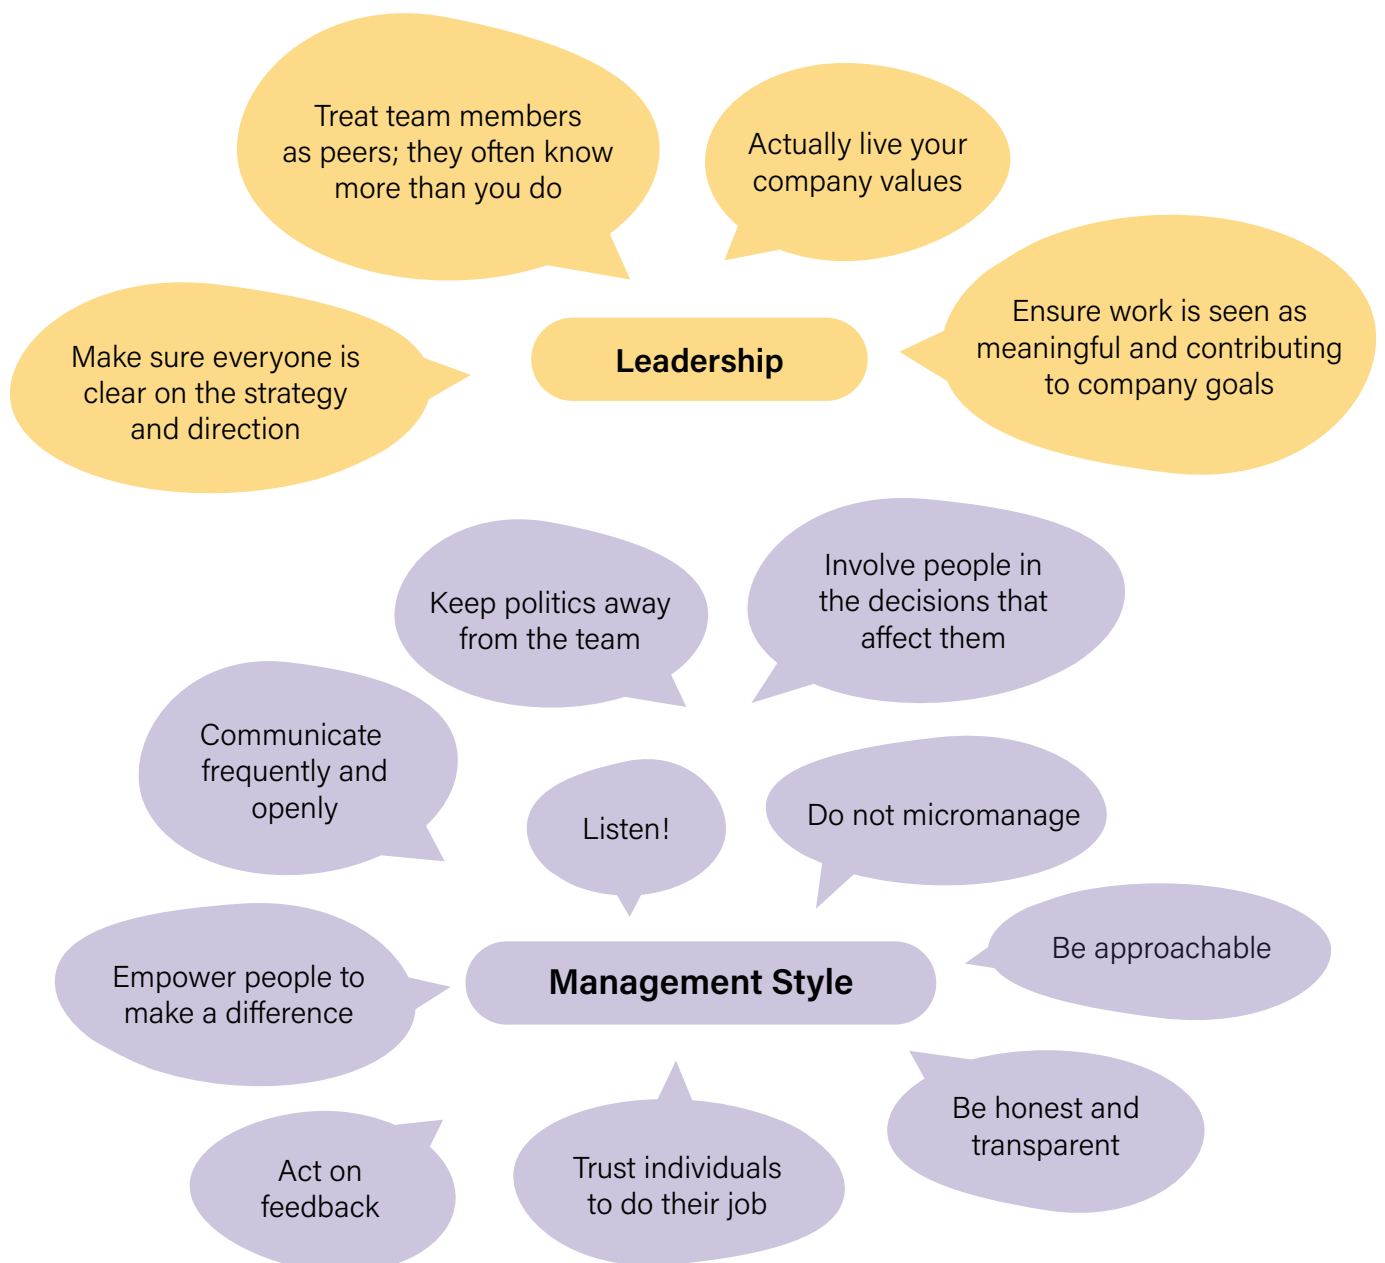 Treat team members
as peers; they often know
more than you do
Actually live your
company values
Make sure everyone is
clear on the strategy
and direction
Leadership
Ensure work is seen as
meaningful and contributing
to company goals
Keep politics away
from the team
Involve people in
the decisions that
affect them
Communicate
frequently and
openly
Listen!
Do not micromanage
Empower people to
make a difference
Management Style
Be approachable
Act on
feedback
Trust individuals
to do their job
Be honest and
transparent